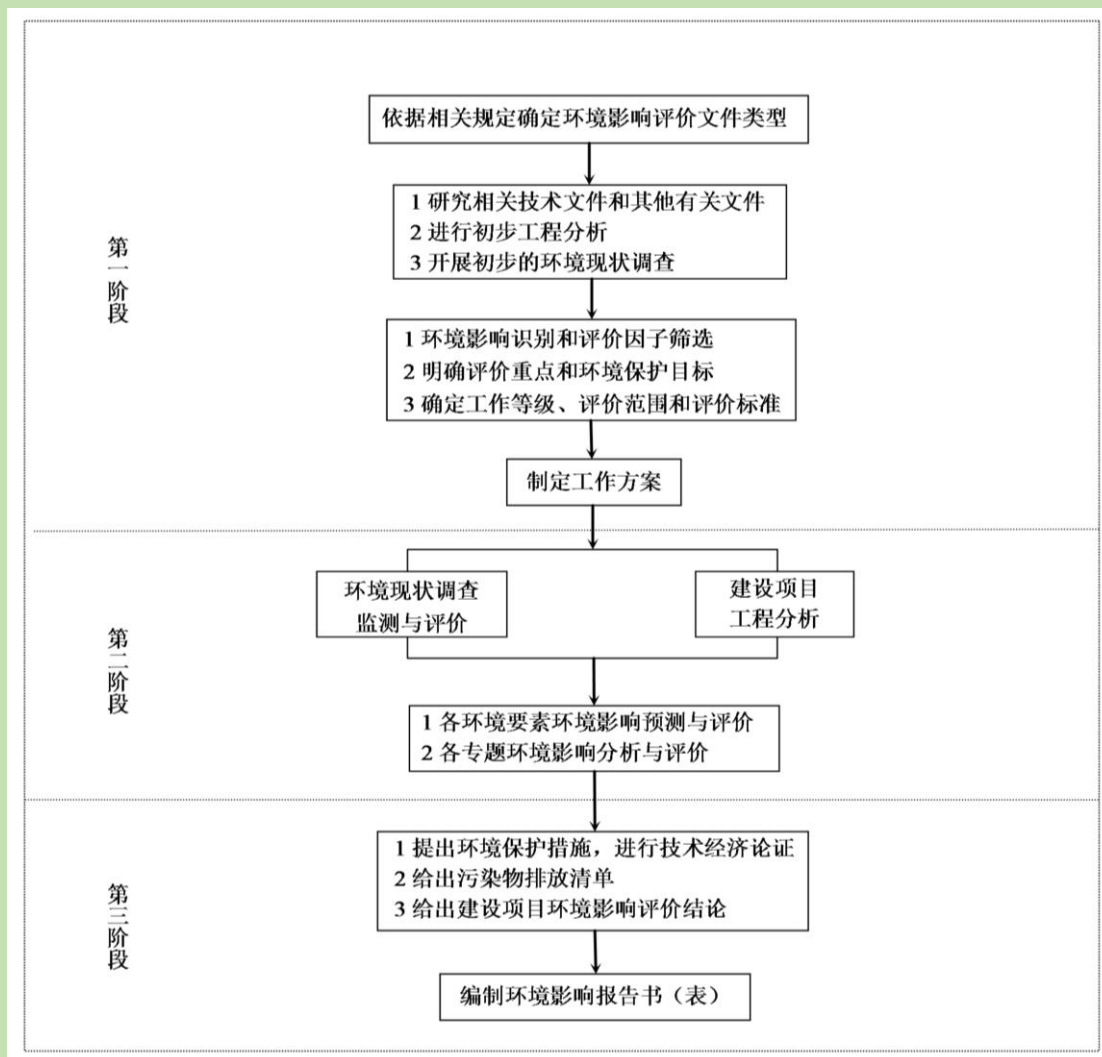 依据相关规定确定环境影响评价文件类型
1 研究相关技术文件和其他有关文件
2 进行初步工程分析
3 开展初步的环境现状调查
第一阶段
1 环境影响识别和评价因子筛选
2 明确评价重点和环境保护目标
3 确定工作等级、评价范围和评价标准
制定工作方案
环境现状调查
监测与评价
建设项目
工程分析
第二阶段
1 各环境要素环境影响预测与评价
2 各专题环境影响分析与评价
1 提出环境保护措施，进行技术经济论证
2 给出污染物排放清单
3 给出建设项目环境影响评价结论
第三阶段
编制环境影响报告书（表）